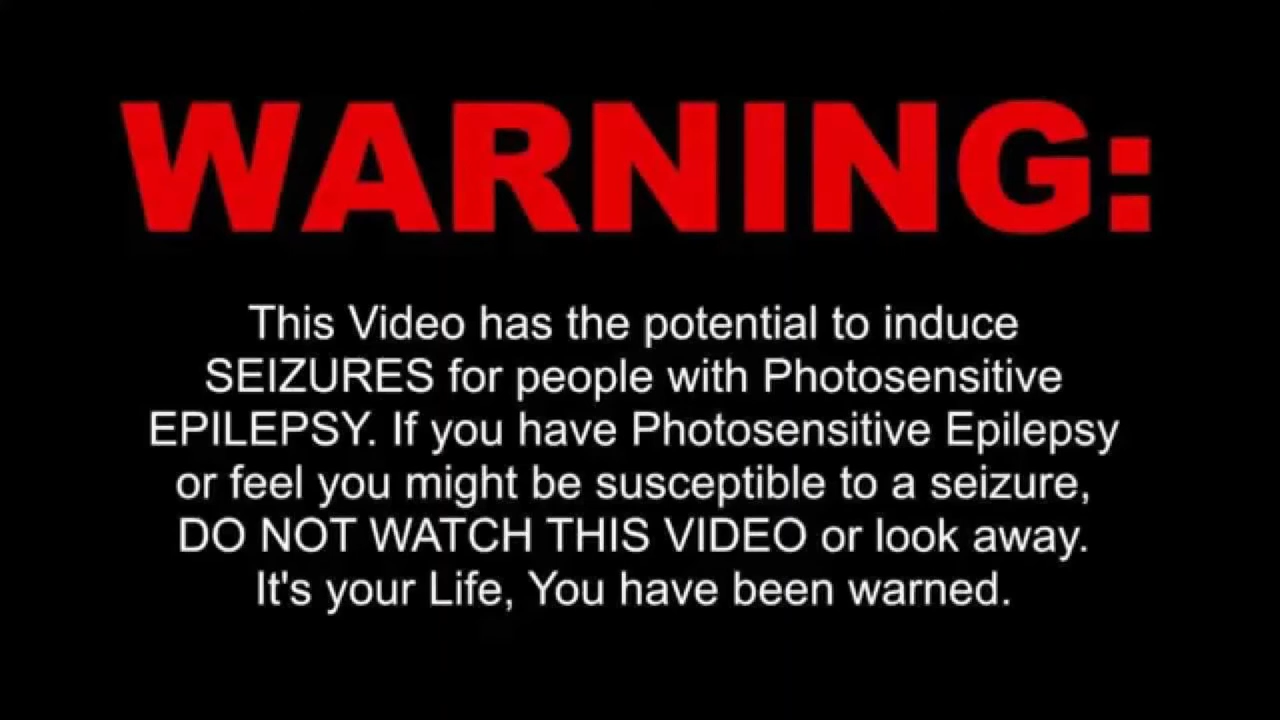 WARNING:
This Video has the potential to induce
SEIZURES for people with Photosensitive
EPILEPSY. If you have Photosensitive Epilepsy
or feel you might be susceptible to a seizure,
DO NOT WATCH THIS VIDEO or look away.
It's your Life, You have been warned.